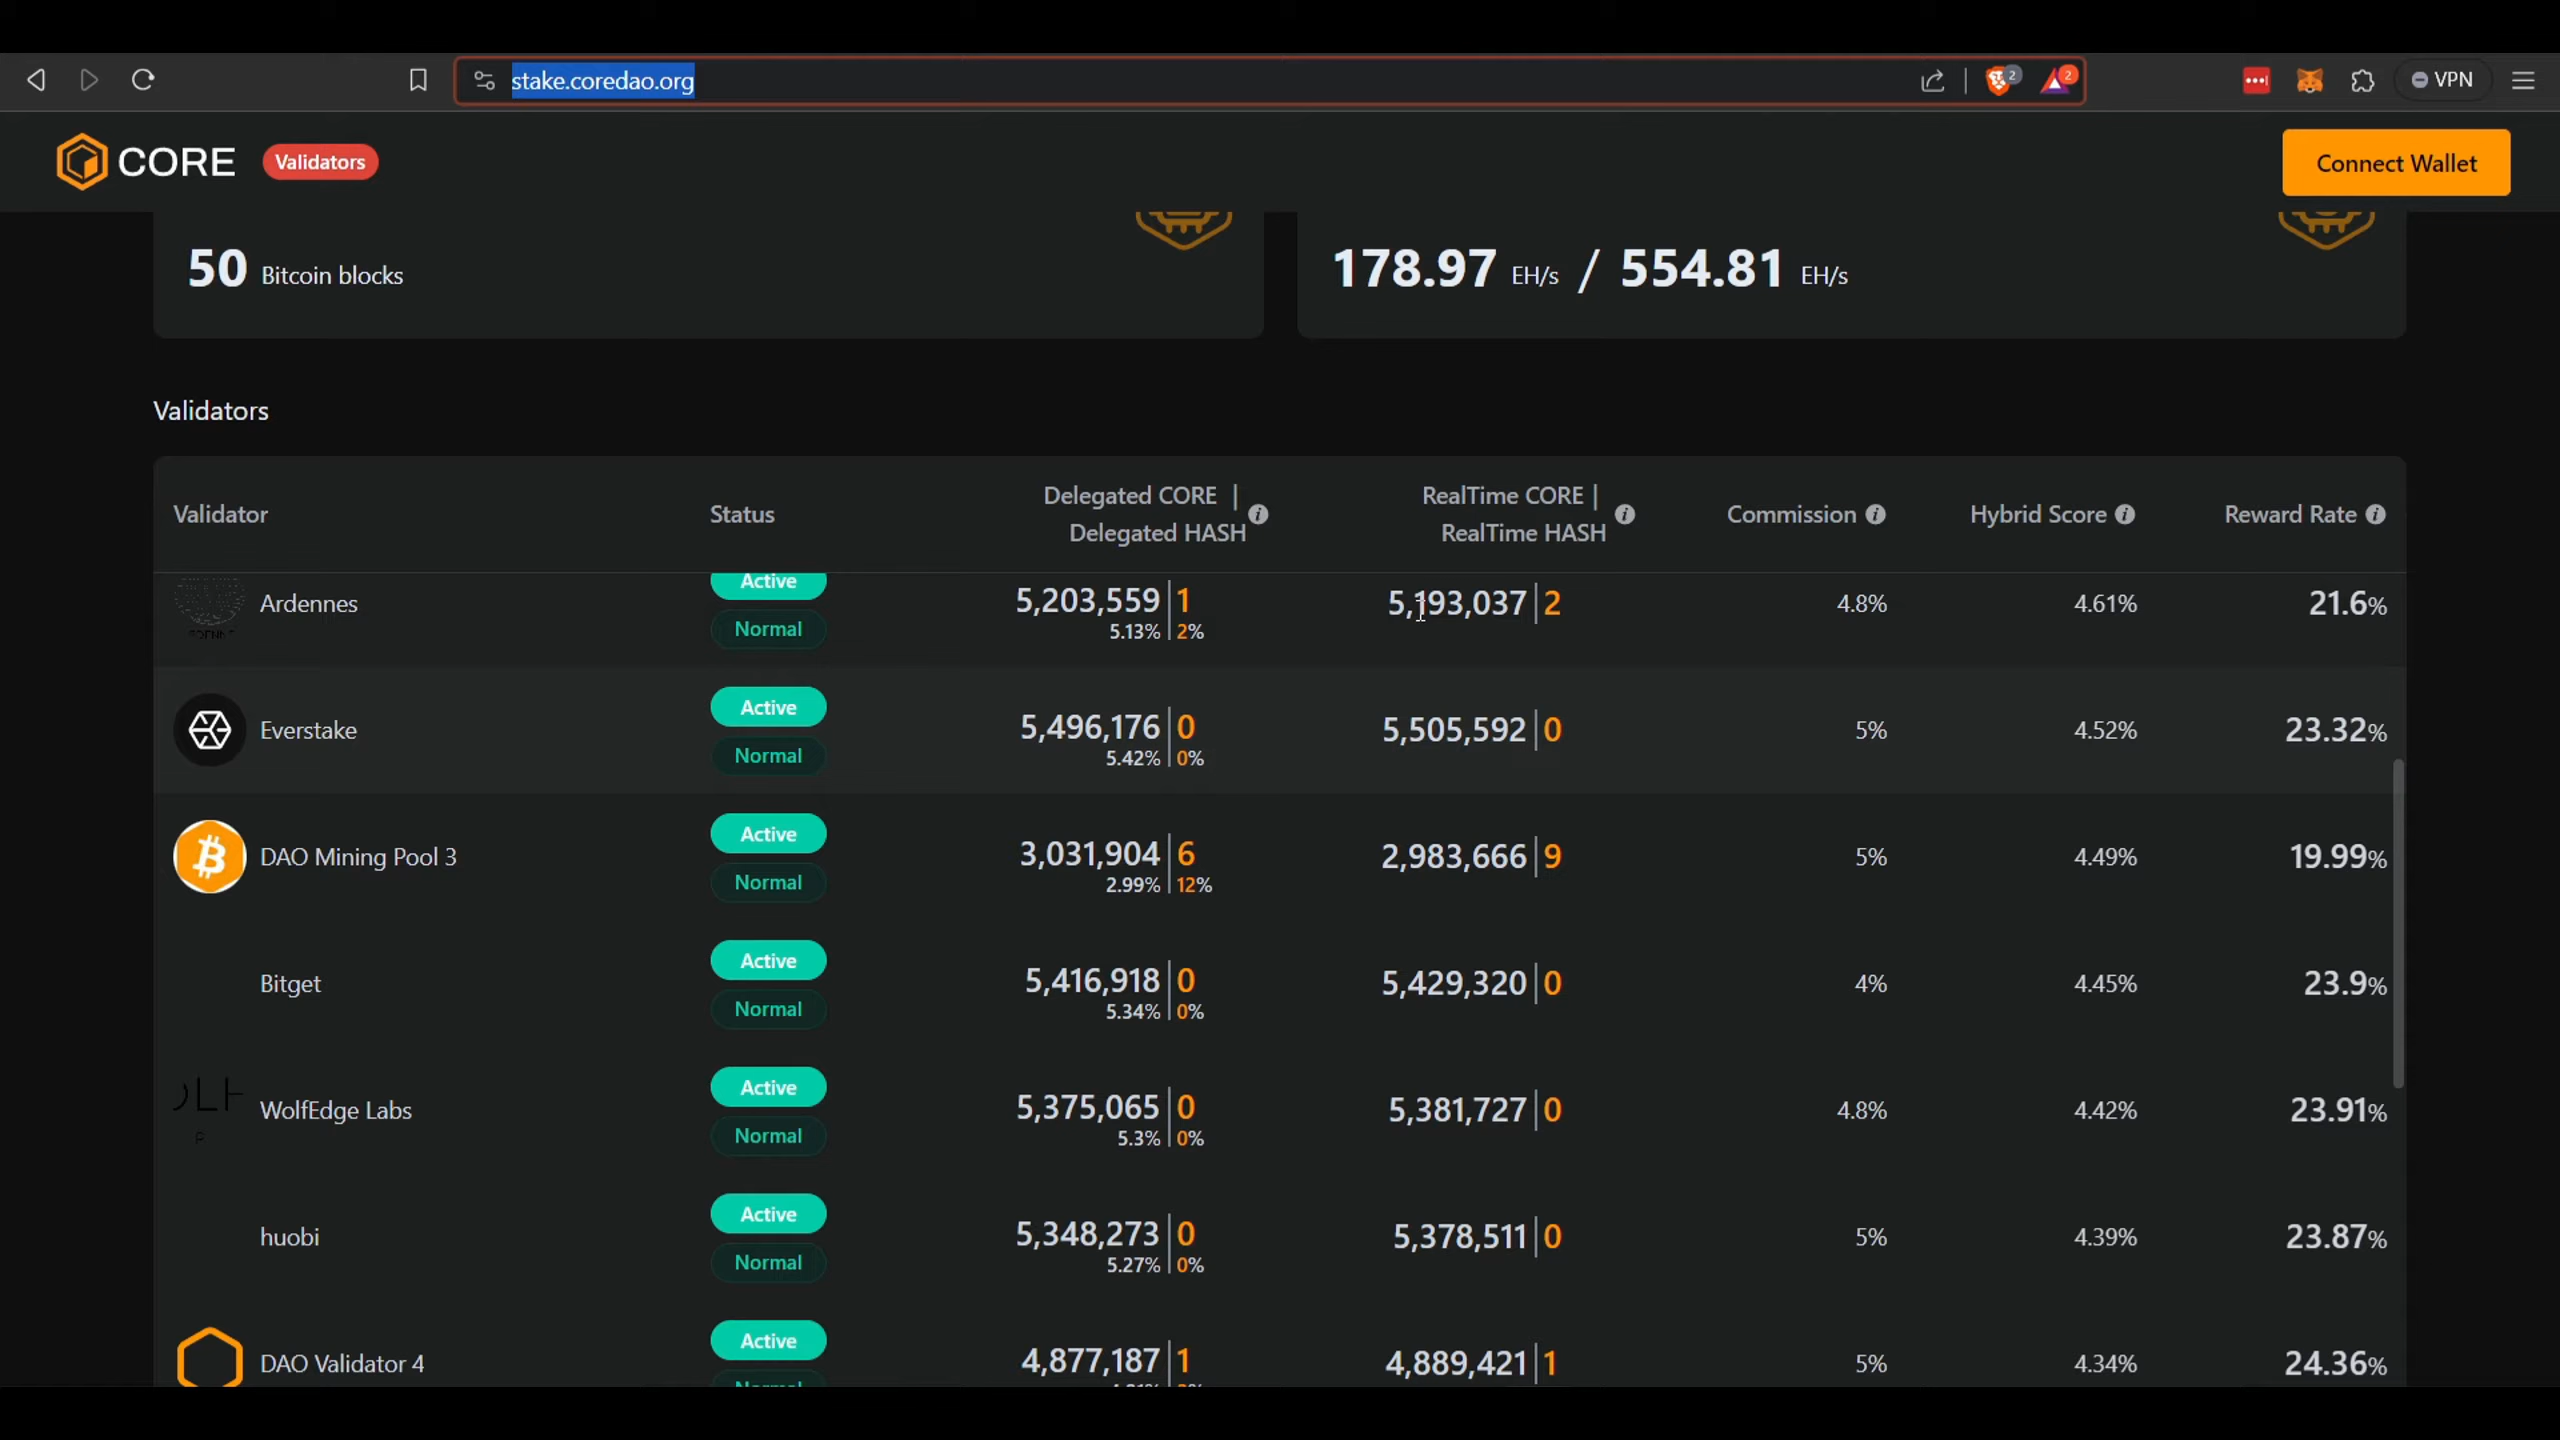 stake.coredao.org
2
2
VPN
CORE
Validators
Connect Wallet
50 Bitcoin blocks
178.97 EH/s / 554.81 EH/s
Validators
Validator Status Delegated CORE | Delegated HASH RealTime CORE | RealTime HASH Commission Hybrid Score Reward Rate
Ardennes Active Normal 5,203,559 | 1 5.13% 2% 5,193,037 | 2 4.8% 4.61% 21.6%
Everstake Active Normal 5,496,176 | 0 5.42% 0% 5,505,592 | 0 5% 4.52% 23.32%
DAO Mining Pool 3 Active Normal 3,031,904 | 6 2.99% 12% 2,983,666 | 9 5% 4.49% 19.99%
Bitget Active Normal 5,416,918 | 0 5.34% 0% 5,429,320 | 0 4% 4.45% 23.9%
WolfEdge Labs Active Normal 5,375,065 | 0 5.3% 0% 5,381,727 | 0 4.8% 4.42% 23.91%
huobi Active Normal 5,348,273 | 0 5.27% 0% 5,378,511 | 0 5% 4.39% 23.87%
DAO Validator 4 Active 4,877,187 | 1 4,889,421 | 1 5% 4.34% 24.36%